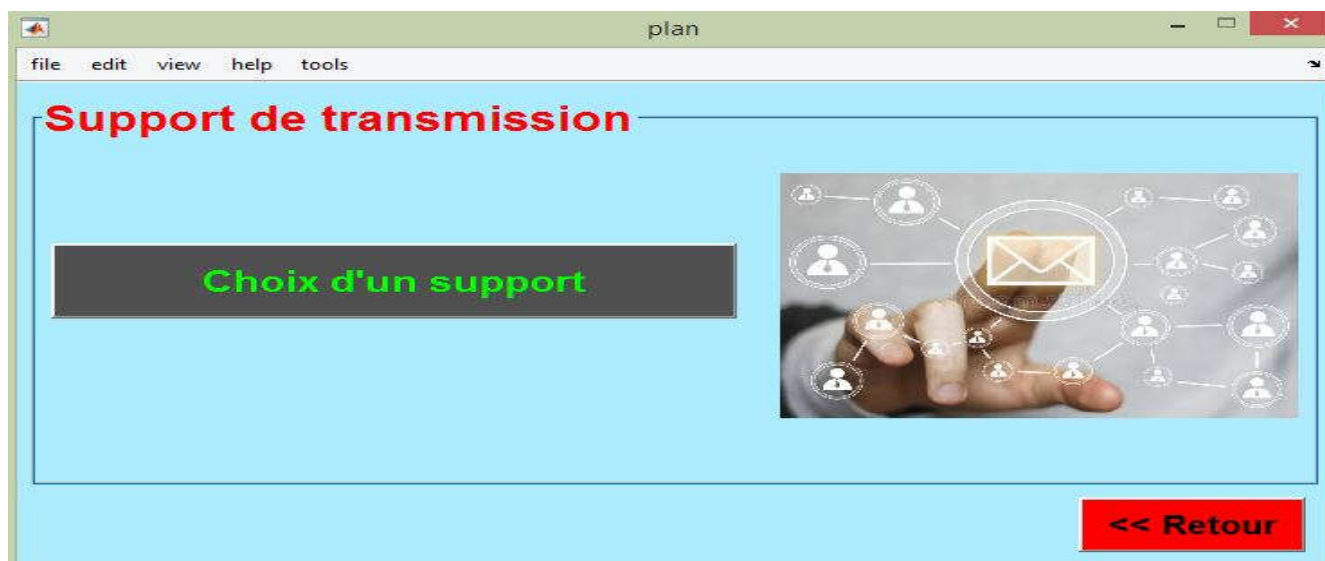 plan
file edit view help tools
Support de transmission
Choix d'un support
<< Retour